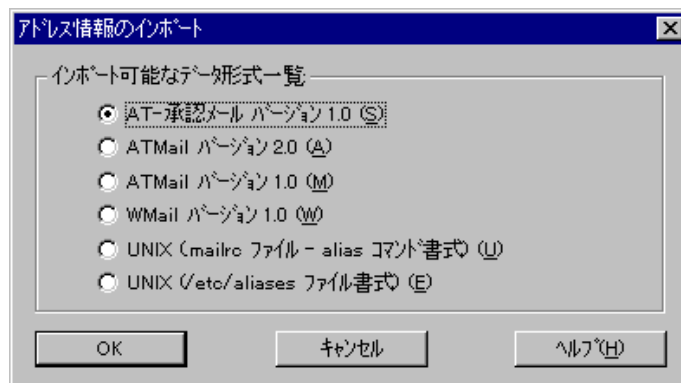 アドレス情報のインポート
インポート可能なデータ形式一覧
AT-承認メール バージョン1.0 (S)
ATMail バージョン2.0 (A)
ATMail バージョン1.0 (M)
WMail バージョン1.0 (W)
UNIX (mailrc ファイル - alias コマンド書式) (U)
UNIX (/etc/aliases ファイル書式) (E)
OK
キャンセル
ヘルプ(H)